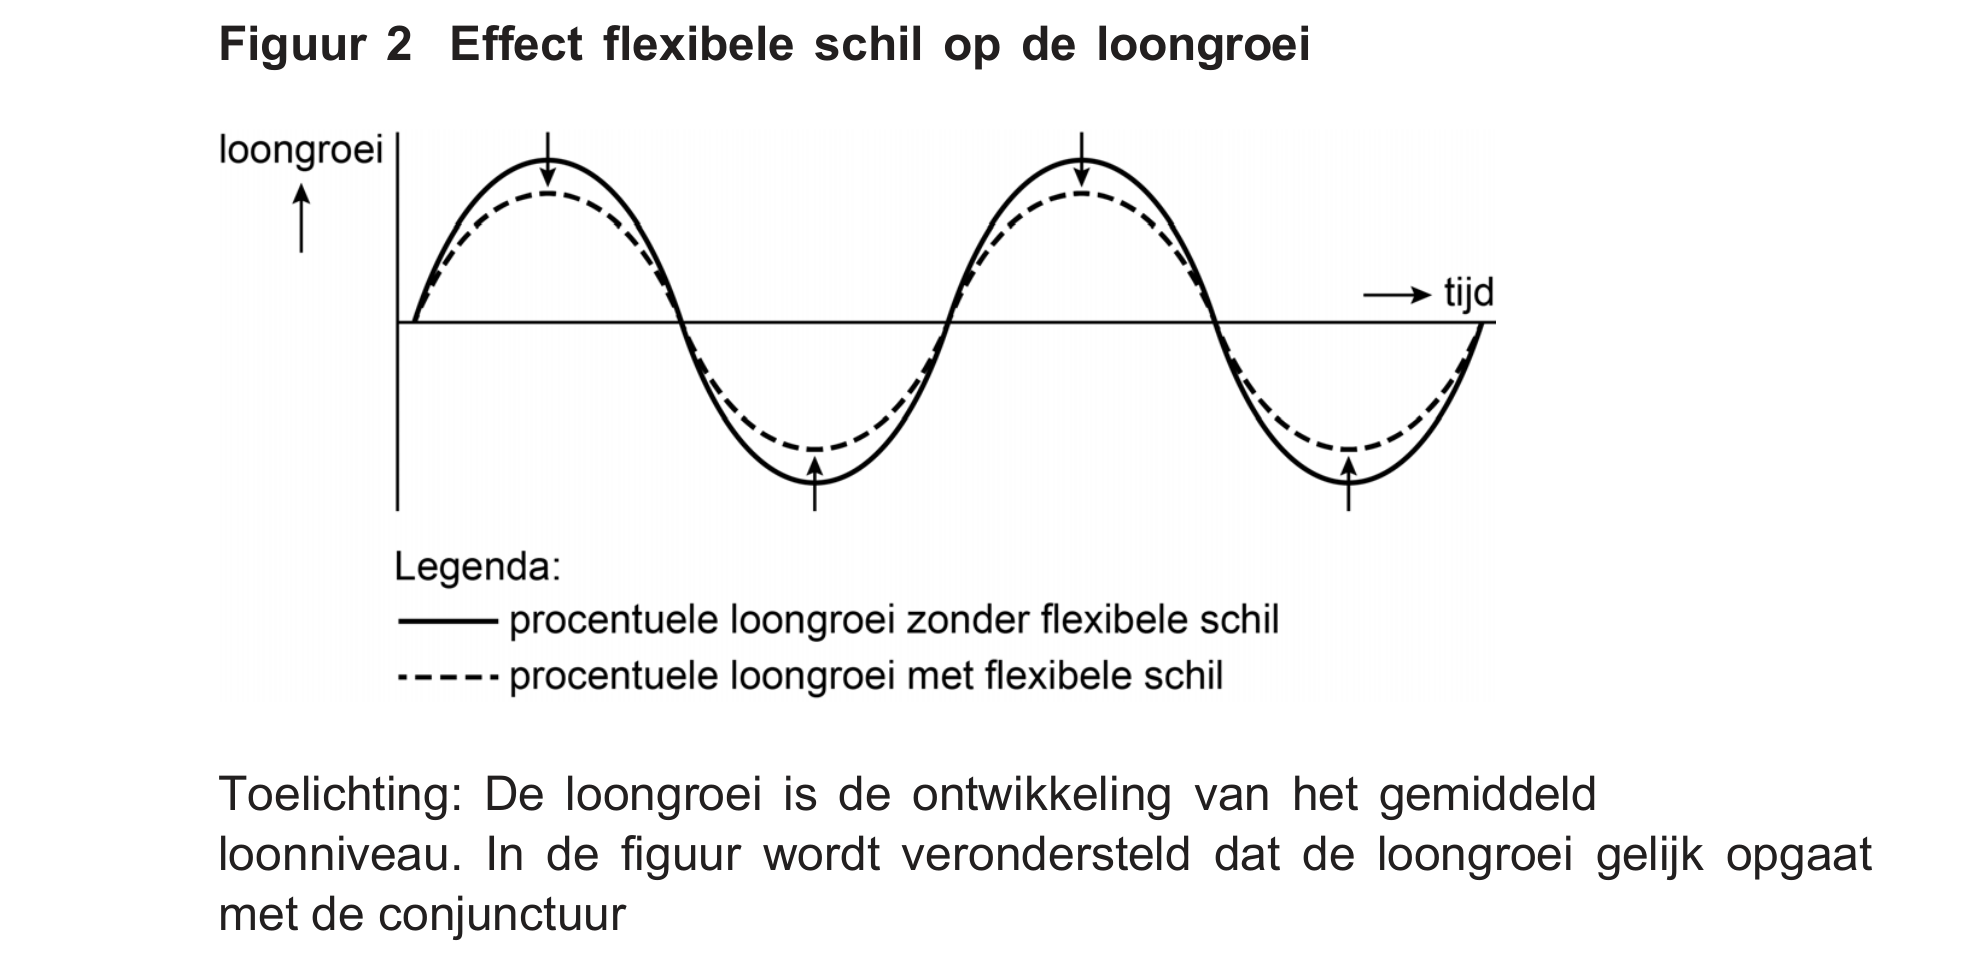 Figuur 2 Effect flexibele schil op de loongroei
loongroei
tijd
Legenda:
procentuele loongroei zonder flexibele schil
procentuele loongroei met flexibele schil
Toelichting: De loongroei is de ontwikkeling van het gemiddeld
loonniveau. In de figuur wordt verondersteld dat de loongroei gelijk opgaat
met de conjunctuur